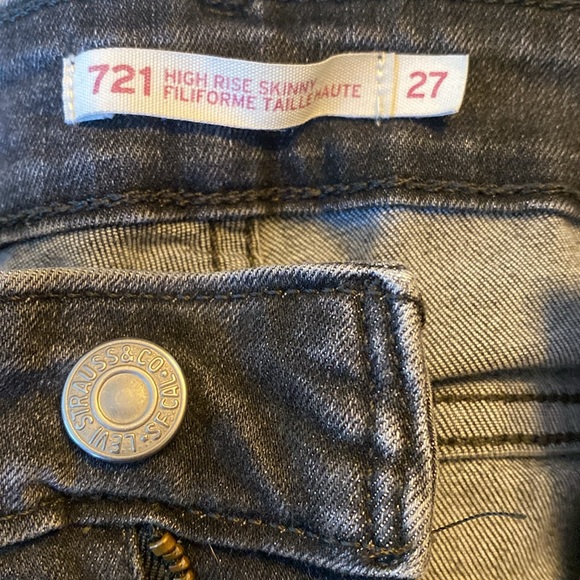 721
HIGH RISE SKINNY
FILIFORME TAILLE HAUTE
27
LEVI STRAUSS & CO. S.F. CAL.